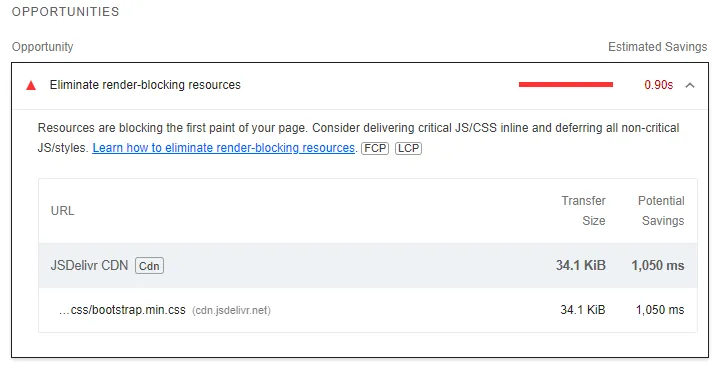 OPPORTUNITIES
Opportunity Estimated Savings
Eliminate render-blocking resources 0.90s
Resources are blocking the first paint of your page. Consider delivering critical JS/CSS inline and deferring all non-critical
JS/styles. Learn how to eliminate render-blocking resources. FCP LCP
URL Transfer Size Potential Savings
JSDelivr CDN Cdn 34.1 KiB 1,050 ms
…css/bootstrap.min.css (cdn.jsdelivr.net) 34.1 KiB 1,050 ms